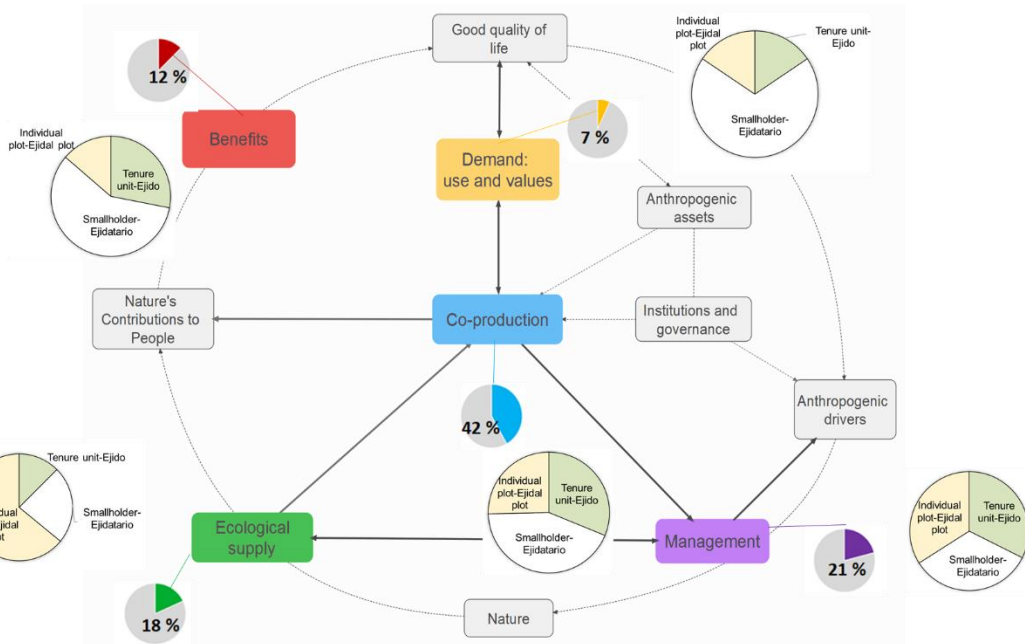 Good quality of
life
Individual
plot-Ejidal plot
Tenure
unit-Ejido
Smallholder-
Ejidatario
12 %
Benefits
7 %
Demand:
use and values
Individual plot-Ejidal
plot
Tenure
unit-Ejido
Smallholder-
Ejidatario
Anthropogenic
assets
Nature's
Contributions to
People
Co-production
Institutions and
governance
Anthropogenic
drivers
42 %
Tenure unit-Ejido
Smallholder-
Ejidatario
Individual
plot-Ejidal
plot
Tenure
unit-Ejido
Smallholder-
Ejidatario
Individual
plot-Ejidal
plot
Tenure
unit-Ejido
Smallholder-
Ejidatario
Ecological
supply
Management
18 %
21 %
Nature